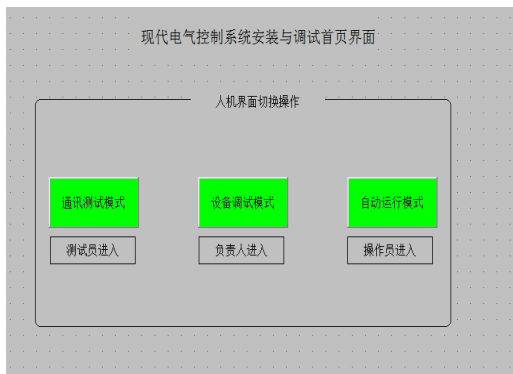 现代电气控制系统安装与调试首页界面
人机界面切换操作
通讯测试模式
设备调试模式
自动运行模式
测试员进入
负责人进入
操作员进入